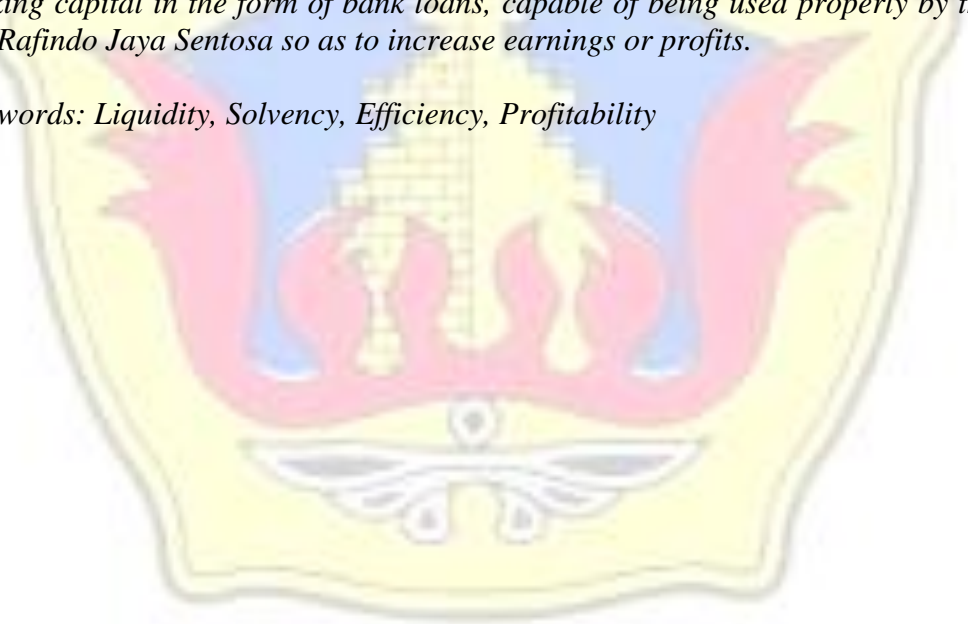 ing capital in the form of bank loans, capable of being used properly by t
Rafindo Jaya Sentosa so as to increase earnings or profits.
words: Liquidity, Solvency, Efficiency, Profitability